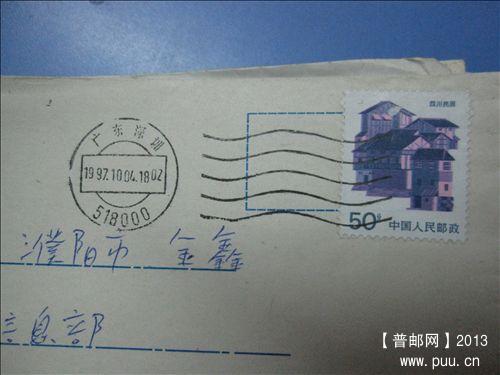 广东深圳
1997.10.04.18
518000
四川民居
50分
中国人民邮政
濮阳市 金鑫
信息部
【普邮网】2013
www.puu.cn